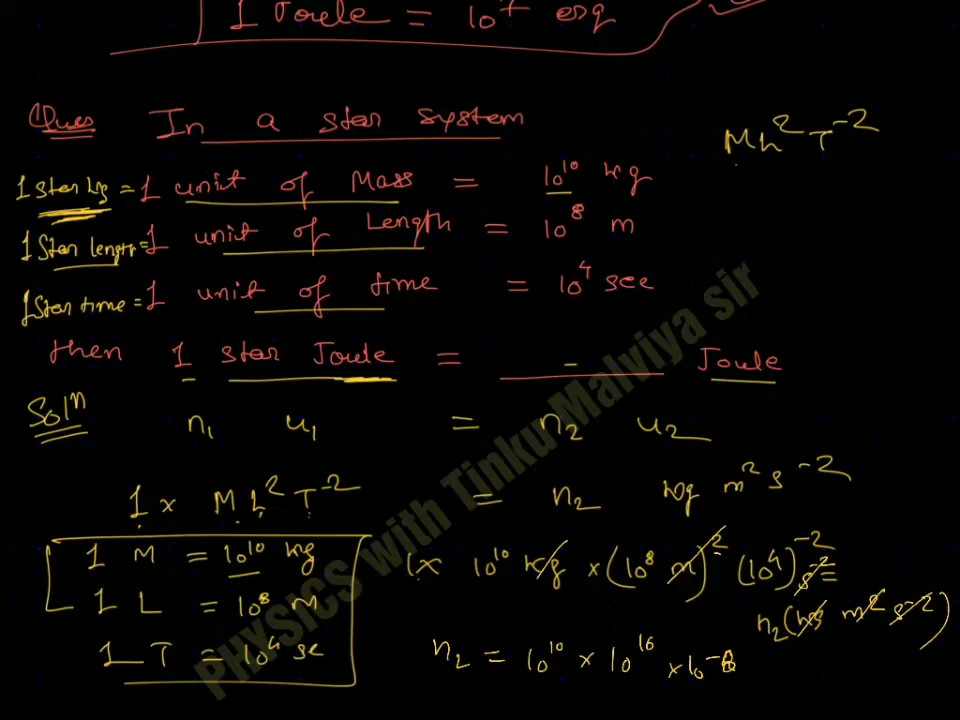 1 Joule = 10⁷ erg
Ques In a star system
ML²T⁻²
1 star kg = 1 unit of Mass = 10¹⁰ kg
1 Star length = 1 unit of Length = 10⁸ m
1 Star time = 1 unit of time = 10⁴ sec
then 1 star Joule = - Joule
Solⁿ n₁ u₁ = n₂ u₂
1 x M L² T⁻² = n₂ kg m² s⁻²
1 M = 10¹⁰ kg
1 x 10¹⁰ kg x (10⁸ m)² (10⁴)⁻² s⁻² =
1 L = 10⁸ m
n₂ (kg m² s⁻²)
1 T = 10⁴ sec
n₂ = 10¹⁰ x 10¹⁶ x 10⁻⁸
PHYSICS with Tinku Malviya sir